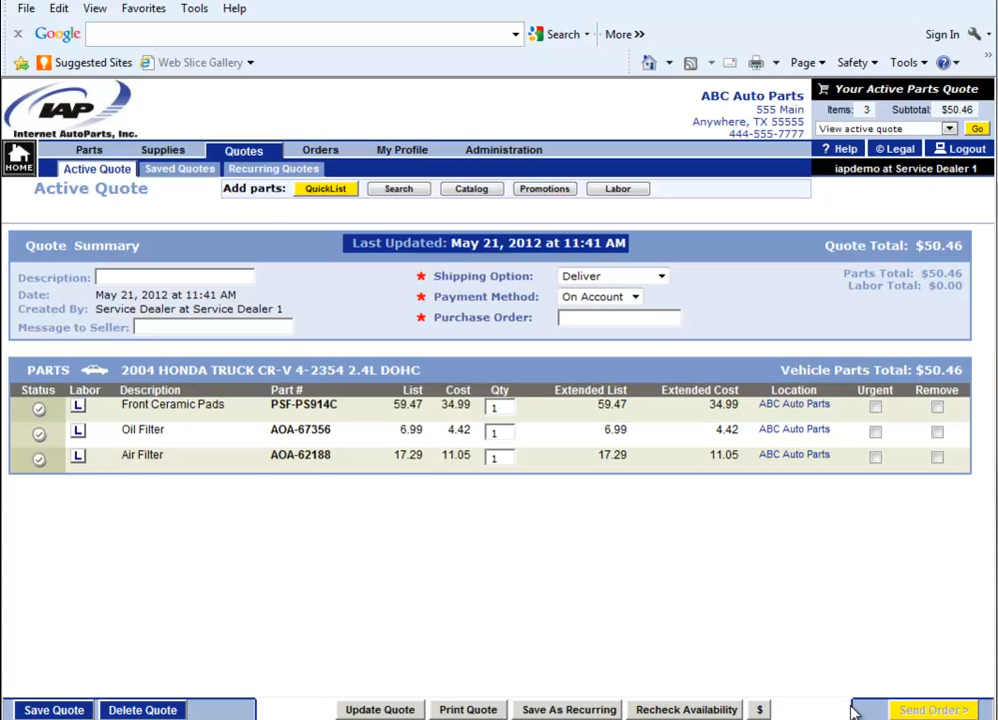 File Edit View Favorites Tools Help
x Google Search More >> Sign In
Suggested Sites Web Slice Gallery Page Safety Tools
IAP
Internet AutoParts, Inc.
ABC Auto Parts
555 Main
Anywhere, TX 55555
444-555-7777
Your Active Parts Quote
Items: 3 Subtotal: $50.46
View active quote Go
HOME Parts Supplies Quotes Orders My Profile Administration ? Help © Legal Logout
Active Quote Saved Quotes Recurring Quotes iapdemo at Service Dealer 1
Active Quote Add parts: QuickList Search Catalog Promotions Labor
Quote Summary Last Updated: May 21, 2012 at 11:41 AM Quote Total: $50.46
Description: * Shipping Option: Deliver Parts Total: $50.46
Labor Total: $0.00
Date: May 21, 2012 at 11:41 AM * Payment Method: On Account
Created By: Service Dealer at Service Dealer 1
Message to Seller: * Purchase Order:
PARTS 2004 HONDA TRUCK CR-V 4-2354 2.4L DOHC Vehicle Parts Total: $50.46
Status Labor Description Part # List Cost Qty Extended List Extended Cost Location Urgent Remove
L Front Ceramic Pads PSF-PS914C 59.47 34.99 1 59.47 34.99 ABC Auto Parts
L Oil Filter AOA-67356 6.99 4.42 1 6.99 4.42 ABC Auto Parts
L Air Filter AOA-62188 17.29 11.05 1 17.29 11.05 ABC Auto Parts
Save Quote Delete Quote Update Quote Print Quote Save As Recurring Recheck Availability $ Send Order >